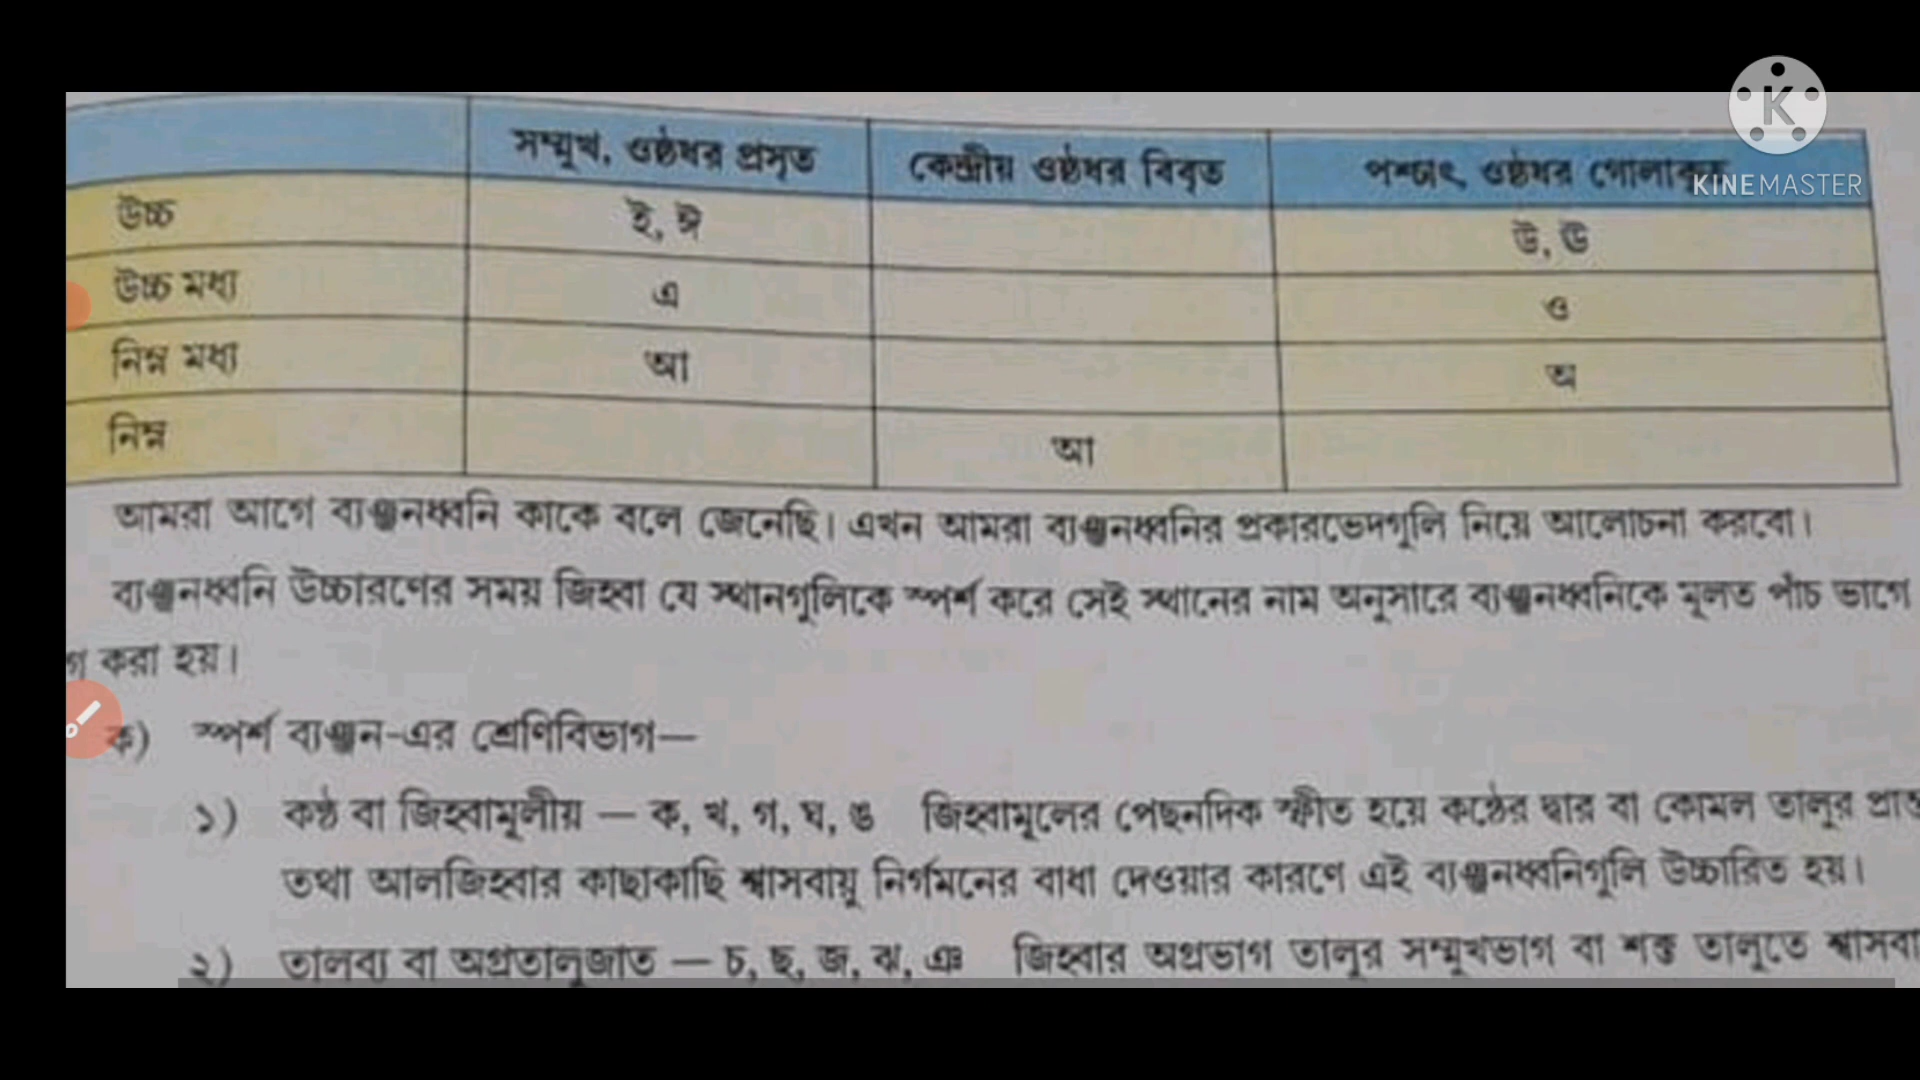 সম্মুখ, ওষ্ঠধর প্রসৃত কেন্দ্রীয় ওষ্ঠধর বিবৃত পশ্চাৎ, ওষ্ঠধর গোলাকৃত
KINEMASTER
উচ্চ ই, ঈ উ, ঊ
উচ্চ মধ্য এ ও
নিম্ন মধ্য আ অ
নিম্ন আ
আমরা আগে ব্যঞ্জনধ্বনি কাকে বলে জেনেছি। এখন আমরা ব্যঞ্জনধ্বনির প্রকারভেদগুলি নিয়ে আলোচনা করবো।
ব্যঞ্জনধ্বনি উচ্চারণের সময় জিহ্বা যে স্থানগুলিকে স্পর্শ করে সেই স্থানের নাম অনুসারে ব্যঞ্জনধ্বনিকে মূলত পাঁচ ভাগে
গ করা হয়।
ক) স্পর্শ ব্যঞ্জন-এর শ্রেণিবিভাগ—
১) কণ্ঠ বা জিহ্বামূলীয় — ক, খ, গ, ঘ, ঙ জিহ্বামূলের পেছনদিক স্ফীত হয়ে কণ্ঠের দ্বার বা কোমল তালুর
তথা আলজিহ্বার কাছাকাছি শ্বাসবায়ু নির্গমনের বাধা দেওয়ার কারণে এই ব্যঞ্জনধ্বনিগুলি উচ্চারিত হয়।
২) তালব্য বা অগ্রতালুজাত — চ, ছ, জ, ঝ, ঞ জিহ্বার অগ্রভাগ তালুর সম্মুখভাগ বা শক্ত তালুতে